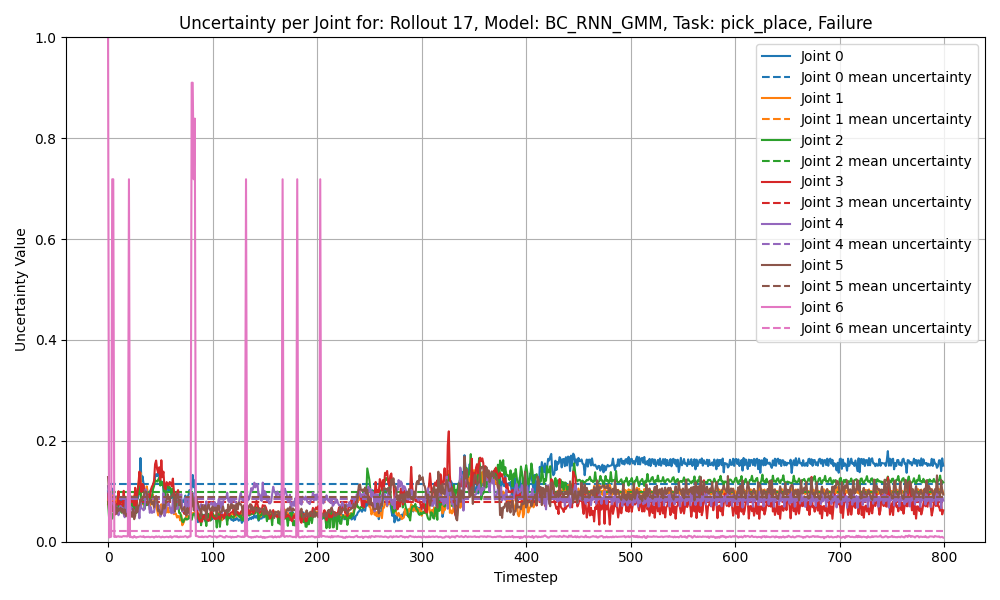 Uncertainty per Joint for: Rollout 17, Model: BC_RNN_GMM, Task: pick_place, Failure
Uncertainty Value
1.0
0.8
0.6
0.4
0.2
0.0
Joint 0
Joint 0 mean uncertainty
Joint 1
Joint 1 mean uncertainty
Joint 2
Joint 2 mean uncertainty
Joint 3
Joint 3 mean uncertainty
Joint 4
Joint 4 mean uncertainty
Joint 5
Joint 5 mean uncertainty
Joint 6
Joint 6 mean uncertainty
0 100 200 300 400 500 600 700 800
Timestep